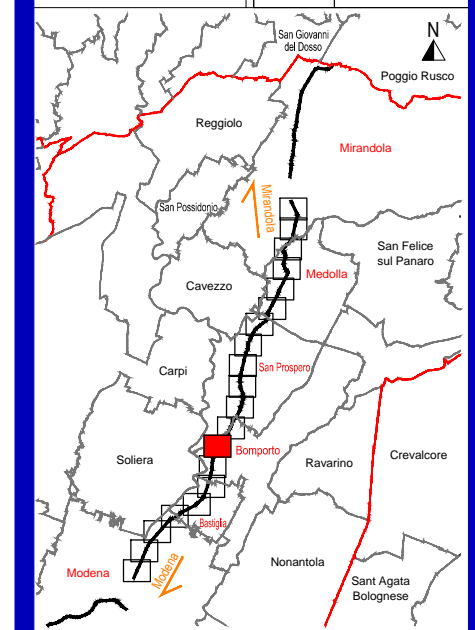 San Giovanni
del Dosso
N
Poggio Rusco
Reggiolo
Mirandola
San Possidonio
Mirandola
San Felice
sul Panaro
Medolla
Cavezzo
San Prospero
Carpi
Bomporto
Crevalcore
Soliera
Ravarino
Bastiglia
Nonantola
Modena
Modena
Sant Agata
Bolognese